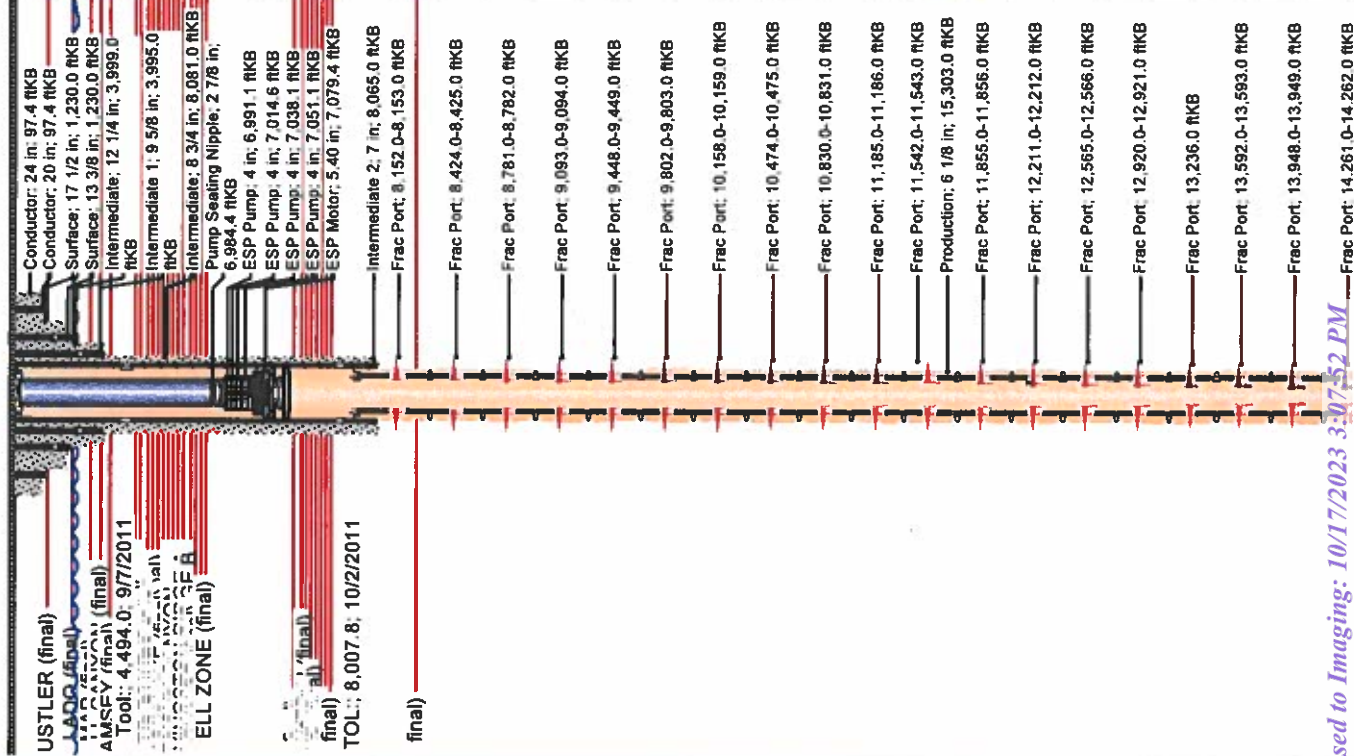 Conductor; 24 in; 97.4 ftKB
Conductor; 20 in; 97.4 ftKB
Surface; 17 1/2 in; 1,230.0 ftKB
Surface; 13 3/8 in; 1,230.0 ftKB
Intermediate; 12 1/4 in; 3,999.0
ftKB
Intermediate 1; 9 5/8 in; 3,995.0
ftKB
Intermediate; 8 3/4 in; 8,081.0 ftKB
Pump Seating Nipple; 2 7/8 in;
6,984.4 ftKB
ESP Pump; 4 in; 6,991.1 ftKB
ESP Pump; 4 in; 7,014.6 ftKB
ESP Pump; 4 in; 7,038.1 ftKB
ESP Pump; 4 in; 7,051.1 ftKB
ESP Motor; 5.40 in; 7,079.4 ftKB
Intermediate 2; 7 in; 8,065.0 ftKB
Frac Port; 8,152.0-8,153.0 ftKB
Frac Port; 8,424.0-8,425.0 ftKB
Frac Port; 8,781.0-8,782.0 ftKB
Frac Port; 9,093.0-9,094.0 ftKB
Frac Port; 9,448.0-9,449.0 ftKB
Frac Port; 9,802.0-9,803.0 ftKB
Frac Port; 10,158.0-10,159.0 ftKB
Frac Port; 10,474.0-10,475.0 ftKB
Frac Port; 10,830.0-10,831.0 ftKB
Frac Port; 11,185.0-11,186.0 ftKB
Frac Port; 11,542.0-11,543.0 ftKB
Production; 6 1/8 in; 15,303.0 ftKB
Frac Port; 11,855.0-11,856.0 ftKB
Frac Port; 12,211.0-12,212.0 ftKB
Frac Port; 12,565.0-12,566.0 ftKB
Frac Port; 12,920.0-12,921.0 ftKB
Frac Port; 13,236.0 ftKB
Frac Port; 13,592.0-13,593.0 ftKB
Frac Port; 13,948.0-13,949.0 ftKB
Frac Port; 14,261.0-14,262.0 ftKB
USTLER (final)
LADO (final)
AMSEY (final)
Tool:; 4,494.0; 9/7/2011
ELL ZONE (final)
final)
TOL:; 8,007.8; 10/2/2011
final)
sed to Imaging: 10/17/2023 3:07:52 PM